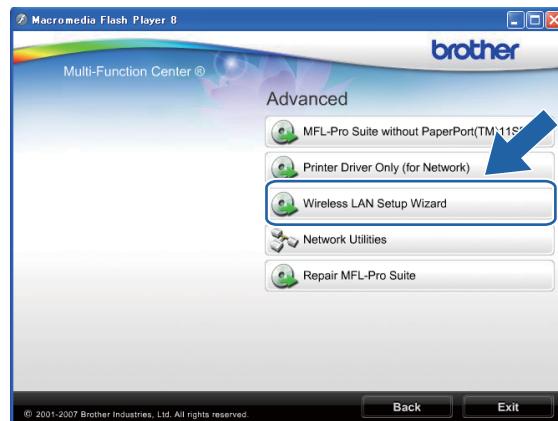 Macromedia Flash Player 8
brother
Multi-Function Center ®
Advanced
MFL-Pro Suite without PaperPort(TM)
Printer Driver Only (for Network)
Wireless LAN Setup Wizard
Network Utilities
Repair MFL-Pro Suite
Back
Exit
© 2001-2007 Brother Industries, Ltd. All rights reserved.